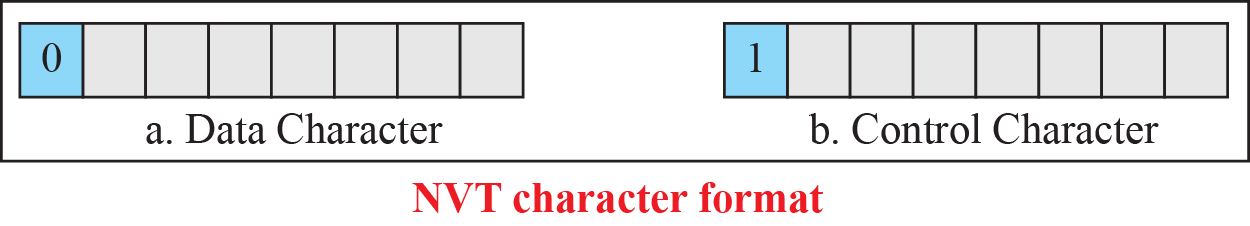 0 1
a. Data Character b. Control Character
NVT character format